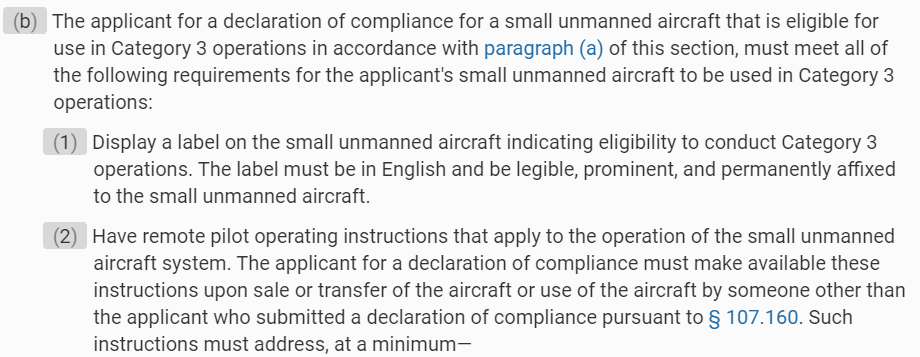 (b) The applicant for a declaration of compliance for a small unmanned aircraft that is eligible for
use in Category 3 operations in accordance with paragraph (a) of this section, must meet all of
the following requirements for the applicant's small unmanned aircraft to be used in Category 3
operations:
(1) Display a label on the small unmanned aircraft indicating eligibility to conduct Category 3
operations. The label must be in English and be legible, prominent, and permanently affixed
to the small unmanned aircraft.
(2) Have remote pilot operating instructions that apply to the operation of the small unmanned
aircraft system. The applicant for a declaration of compliance must make available these
instructions upon sale or transfer of the aircraft or use of the aircraft by someone other than
the applicant who submitted a declaration of compliance pursuant to § 107.160. Such
instructions must address, at a minimum—